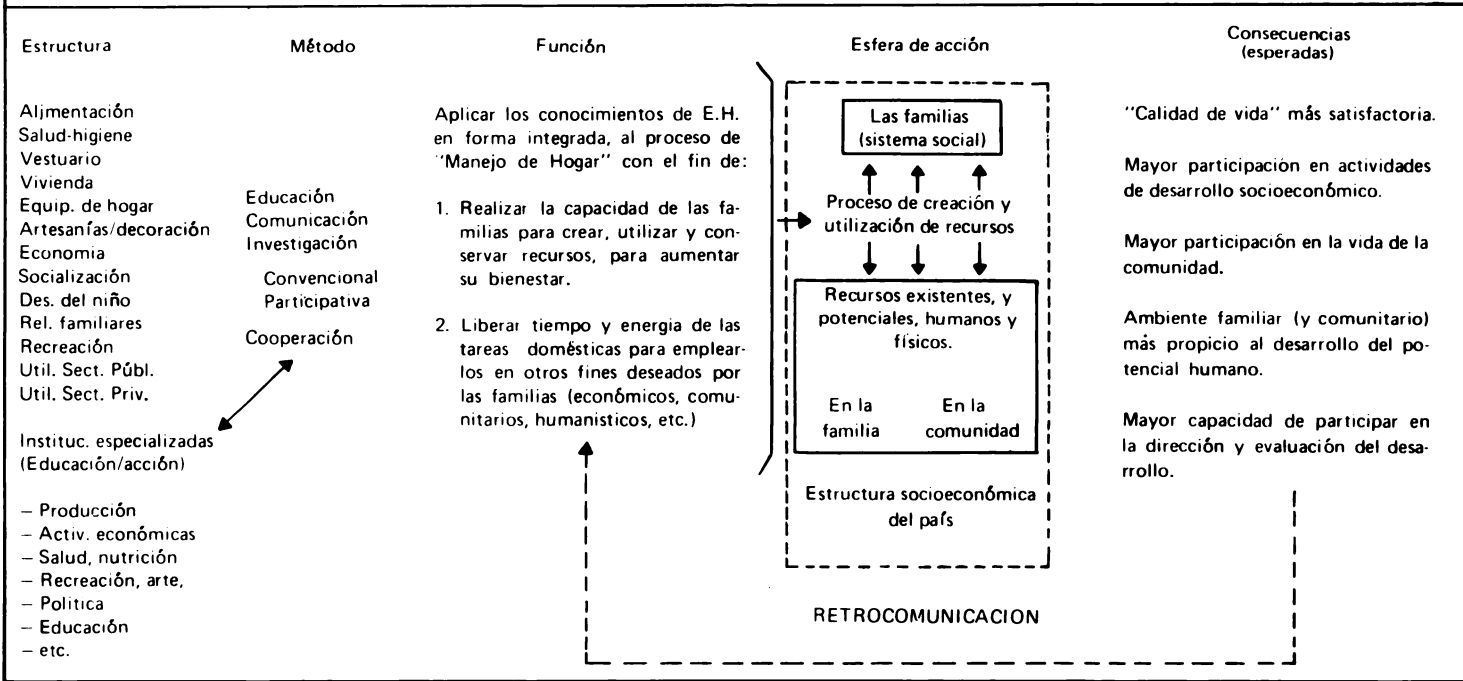 Estructura
Método
Función
Esfera de acción
Consecuencias
(esperadas)
Alimentación
Salud-higiene
Vestuario
Vivienda
Equip. de hogar
Artesanías/decoración
Economia
Socialización
Des. del niño
Rel. familiares
Recreación
Util. Sect. Públ.
Util. Sect. Priv.
Instituc. especializadas
(Educación/acción)
– Producción
– Activ. económicas
– Salud, nutrición
– Recreación, arte,
– Politica
– Educación
– etc.
Educación
Comunicación
Investigación
Convencional
Participativa
Cooperación
Aplicar los conocimientos de E.H.
en forma integrada, al proceso de
"Manejo de Hogar" con el fin de:
1. Realizar la capacidad de las fa-
milias para crear, utilizar y con-
servar recursos, para aumentar
su bienestar.
2. Liberar tiempo y energia de las
tareas domésticas para emplear-
los en otros fines deseados por
las familias (económicos, comu-
nitarios, humanisticos, etc.)
Las familias
(sistema social)
Proceso de creación y
utilización de recursos
Recursos existentes, y
potenciales, humanos y
físicos.
En la
familia
En la
comunidad
Estructura socioeconómica
del país
"Calidad de vida" más satisfactoria.
Mayor participación en actividades
de desarrollo socioeconómico.
Mayor participación en la vida de la
comunidad.
Ambiente familiar (y comunitario)
más propicio al desarrollo del po-
tencial humano.
Mayor capacidad de participar en
la dirección y evaluación del desa-
rrollo.
RETROCOMUNICACION